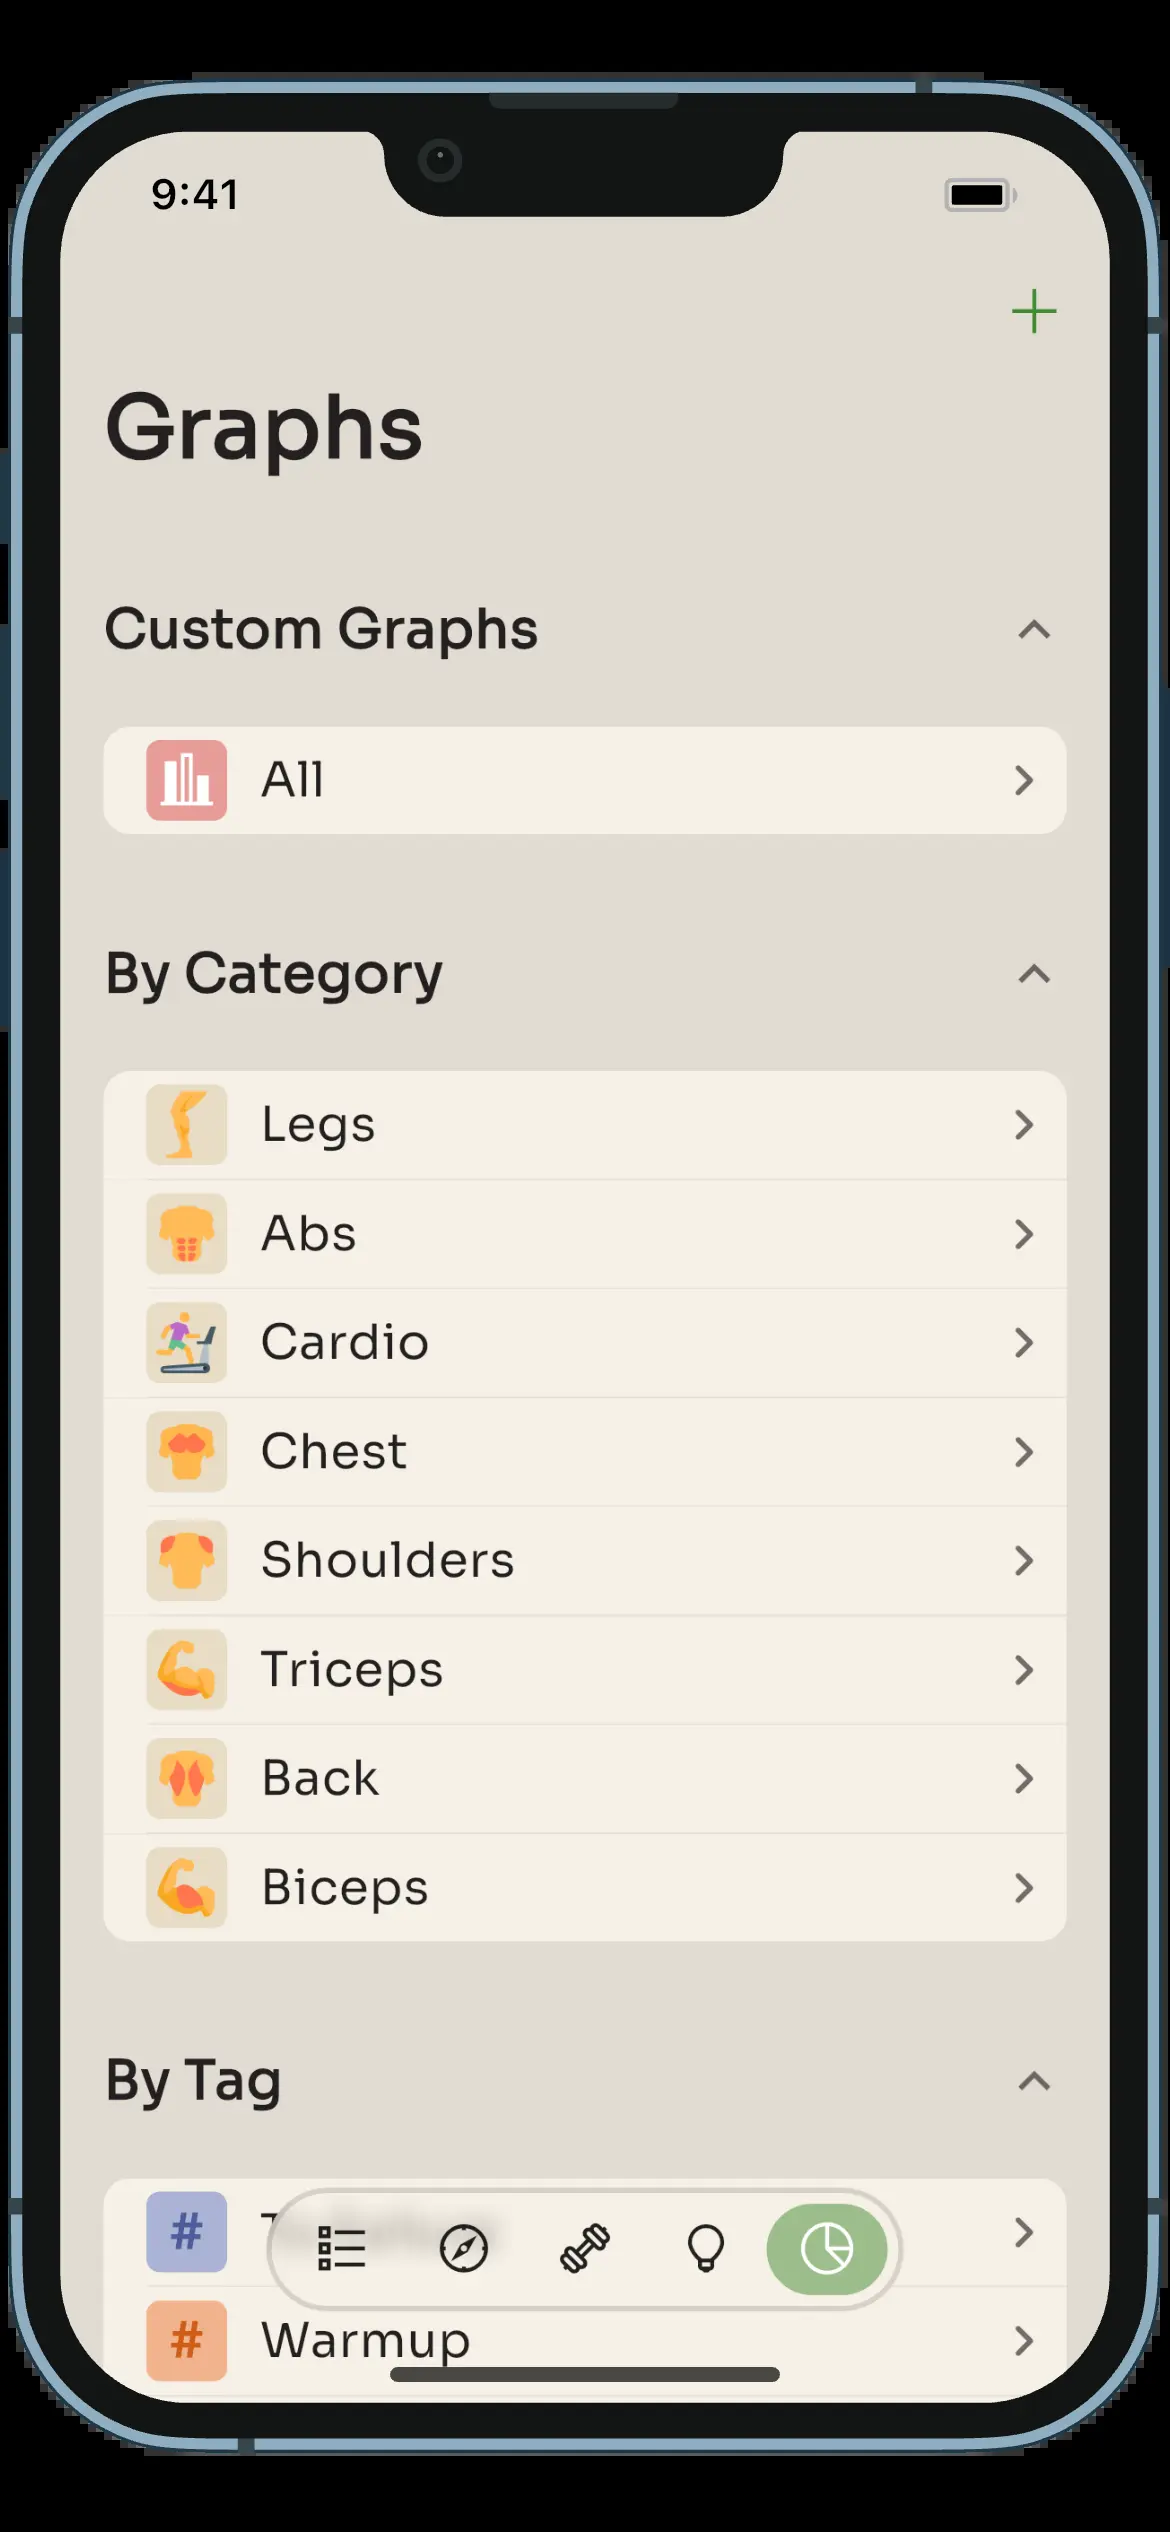 9:41
Graphs
Custom Graphs
All
By Category
Legs
Abs
Cardio
Chest
Shoulders
Triceps
Back
Biceps
By Tag
#
# Warmup